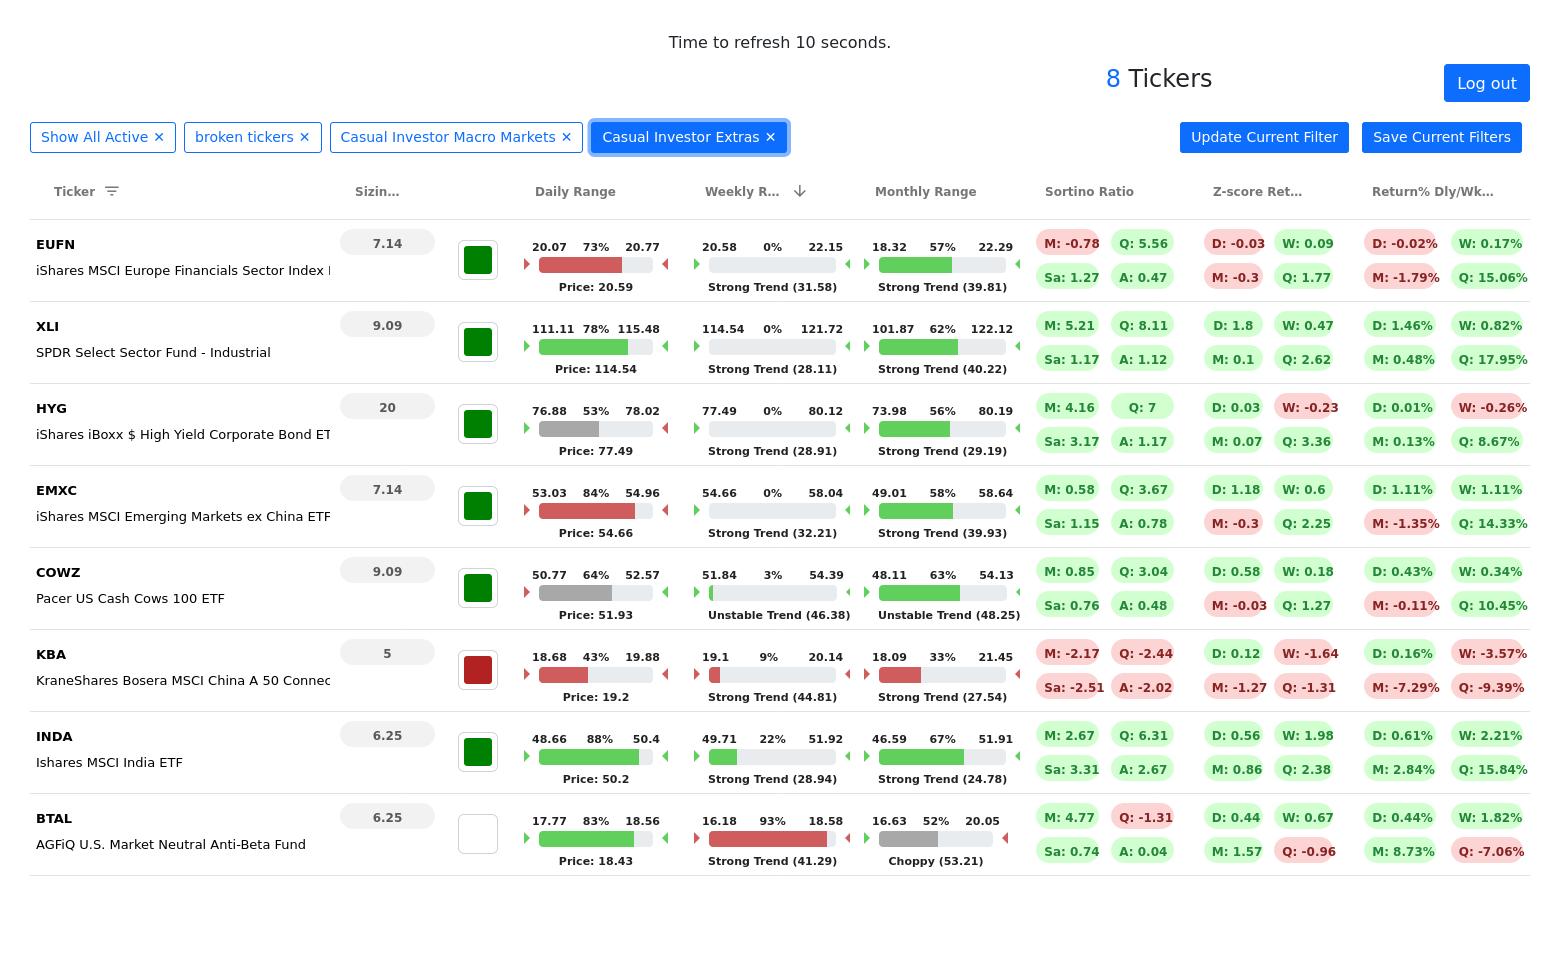 Time to refresh 10 seconds.
8 Tickers
Log out
Show All Active ✕ broken tickers ✕ Casual Investor Macro Markets ✕ Casual Investor Extras ✕ Update Current Filter Save Current Filters
Ticker Sizin... Daily Range Weekly R... Monthly Range Sortino Ratio Z-score Ret... Return% Dly/Wk...
EUFN 7.14 20.07 73% 20.77 20.58 0% 22.15 18.32 57% 22.29 M: -0.78 Q: 5.56 D: -0.03 W: 0.09 D: -0.02% W: 0.17%
iShares MSCI Europe Financials Sector Index Price: 20.59 Strong Trend (31.58) Strong Trend (39.81) Sa: 1.27 A: 0.47 M: -0.3 Q: 1.77 M: -1.79% Q: 15.06%
XLI 9.09 111.11 78% 115.48 114.54 0% 121.72 101.87 62% 122.12 M: 5.21 Q: 8.11 D: 1.8 W: 0.47 D: 1.46% W: 0.82%
SPDR Select Sector Fund - Industrial Price: 114.54 Strong Trend (28.11) Strong Trend (40.22) Sa: 1.17 A: 1.12 M: 0.1 Q: 2.62 M: 0.48% Q: 17.95%
HYG 20 76.88 53% 78.02 77.49 0% 80.12 73.98 56% 80.19 M: 4.16 Q: 7 D: 0.03 W: -0.23 D: 0.01% W: -0.26%
iShares iBoxx $ High Yield Corporate Bond ET Price: 77.49 Strong Trend (28.91) Strong Trend (29.19) Sa: 3.17 A: 1.17 M: 0.07 Q: 3.36 M: 0.13% Q: 8.67%
EMXC 7.14 53.03 84% 54.96 54.66 0% 58.04 49.01 58% 58.64 M: 0.58 Q: 3.67 D: 1.18 W: 0.6 D: 1.11% W: 1.11%
iShares MSCI Emerging Markets ex China ETF Price: 54.66 Strong Trend (32.21) Strong Trend (39.93) Sa: 1.15 A: 0.78 M: -0.3 Q: 2.25 M: -1.35% Q: 14.33%
COWZ 9.09 50.77 64% 52.57 51.84 3% 54.39 48.11 63% 54.13 M: 0.85 Q: 3.04 D: 0.58 W: 0.18 D: 0.43% W: 0.34%
Pacer US Cash Cows 100 ETF Price: 51.93 Unstable Trend (46.38) Unstable Trend (48.25) Sa: 0.76 A: 0.48 M: -0.03 Q: 1.27 M: -0.11% Q: 10.45%
KBA 5 18.68 43% 19.88 19.1 9% 20.14 18.09 33% 21.45 M: -2.17 Q: -2.44 D: 0.12 W: -1.64 D: 0.16% W: -3.57%
KraneShares Bosera MSCI China A 50 Connec Price: 19.2 Strong Trend (44.81) Strong Trend (27.54) Sa: -2.51 A: -2.02 M: -1.27 Q: -1.31 M: -7.29% Q: -9.39%
INDA 6.25 48.66 88% 50.4 49.71 22% 51.92 46.59 67% 51.91 M: 2.67 Q: 6.31 D: 0.56 W: 1.98 D: 0.61% W: 2.21%
Ishares MSCI India ETF Price: 50.2 Strong Trend (28.94) Strong Trend (24.78) Sa: 3.31 A: 2.67 M: 0.86 Q: 2.38 M: 2.84% Q: 15.84%
BTAL 6.25 17.77 83% 18.56 16.18 93% 18.58 16.63 52% 20.05 M: 4.77 Q: -1.31 D: 0.44 W: 0.67 D: 0.44% W: 1.82%
AGFiQ U.S. Market Neutral Anti-Beta Fund Price: 18.43 Strong Trend (41.29) Choppy (53.21) Sa: 0.74 A: 0.04 M: 1.57 Q: -0.96 M: 8.73% Q: -7.06%